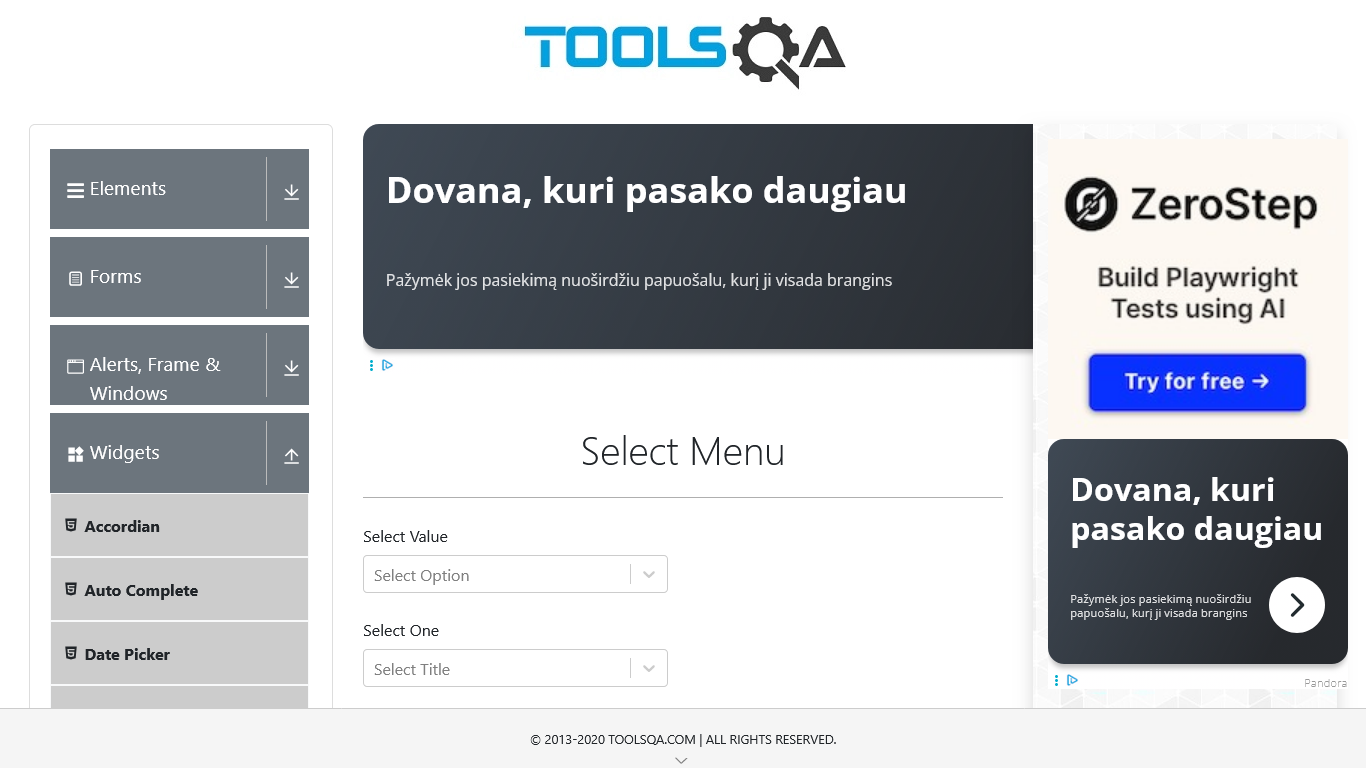 TOOLSQA
Elements
Forms
Alerts, Frame &
Windows
Widgets
Accordian
Auto Complete
Date Picker
Dovana, kuri pasako daugiau
Pažymėk jos pasiekimą nuoširdžiu papuošalu, kurį ji visada brangins
Select Menu
Select Value
Select Option
Select One
Select Title
ZeroStep
Build Playwright
Tests using AI
Try for free →
Dovana, kuri
pasako daugiau
Pažymėk jos pasiekimą nuoširdžiu
papuošalu, kurį ji visada brangins
Pandora
© 2013-2020 TOOLSQA.COM | ALL RIGHTS RESERVED.